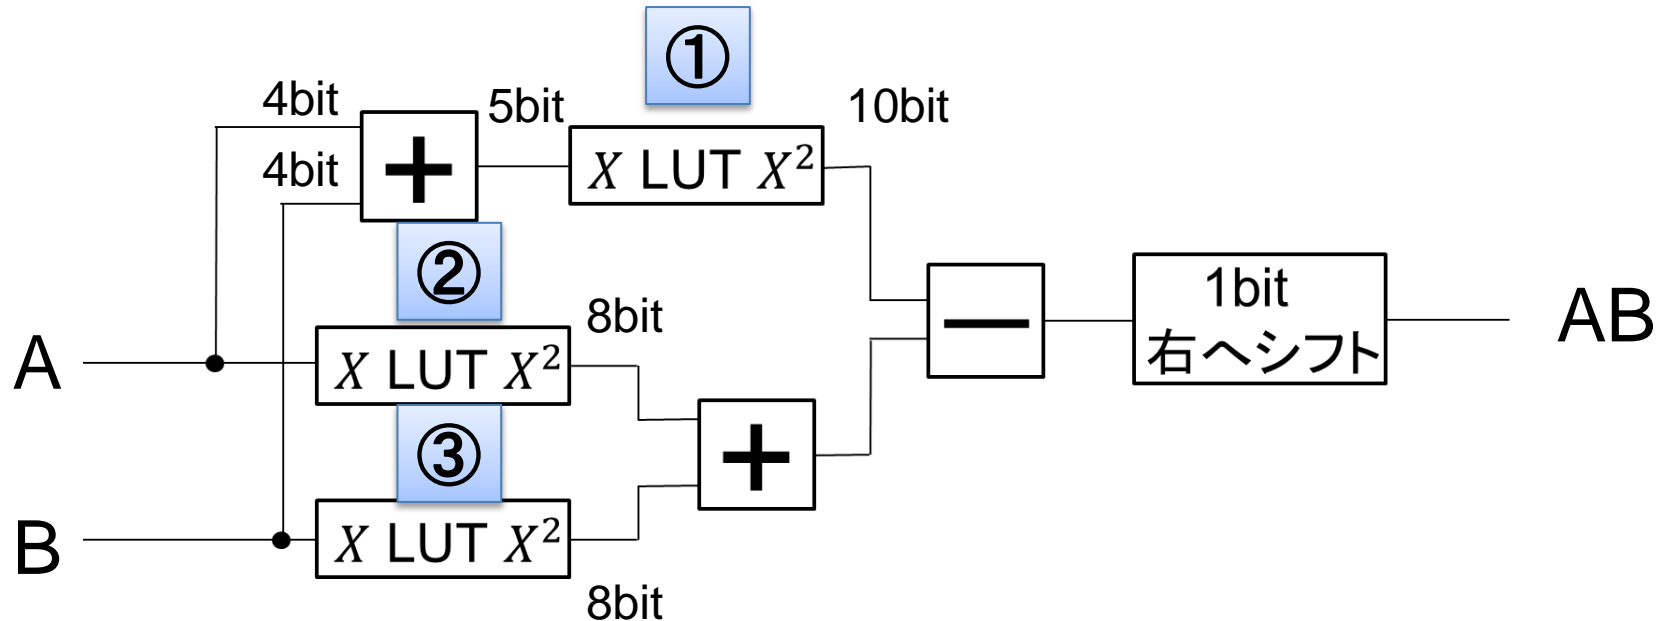 ①
4bit
5bit
10bit
+
X LUT X²
4bit
②
8bit
A
X LUT X²
−
1bit
右へシフト
AB
③
+
B
X LUT X²
8bit